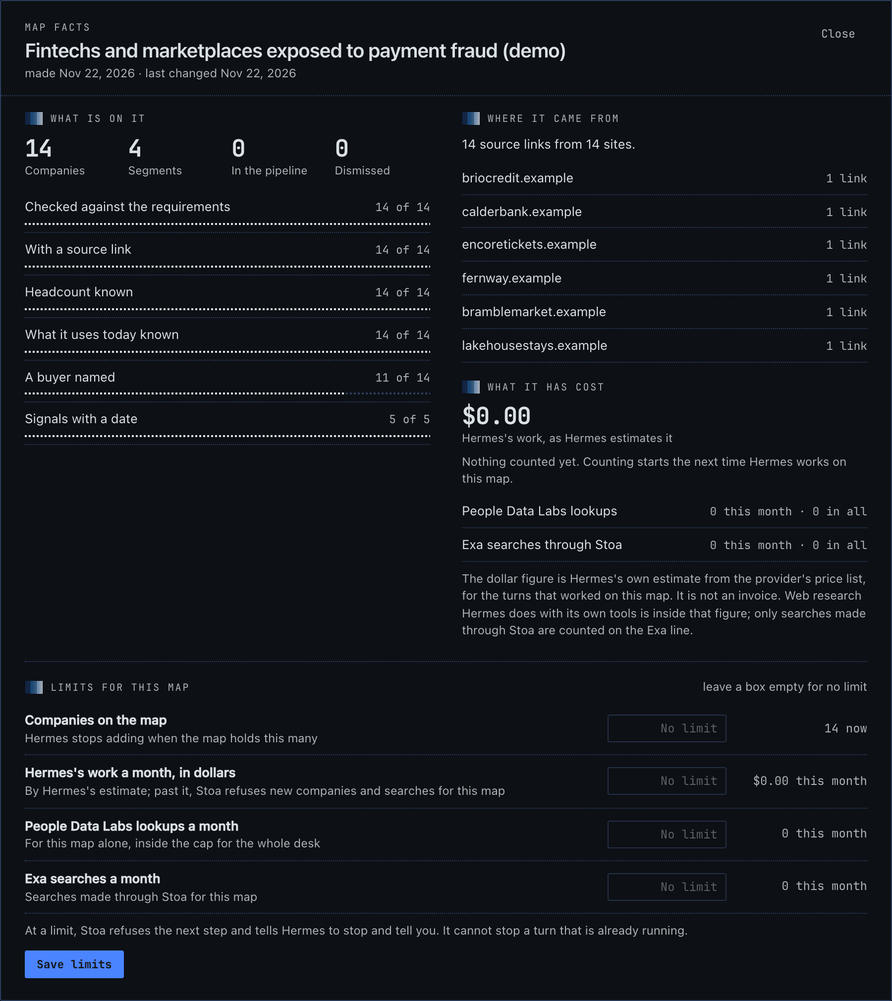 MAP FACTS
Fintechs and marketplaces exposed to payment fraud (demo)
made Nov 22, 2026 · last changed Nov 22, 2026
Close
WHAT IS ON IT
14
Companies
4
Segments
0
In the pipeline
0
Dismissed
Checked against the requirements 14 of 14
With a source link 14 of 14
Headcount known 14 of 14
What it uses today known 14 of 14
A buyer named 11 of 14
Signals with a date 5 of 5
WHERE IT CAME FROM
14 source links from 14 sites.
briocredit.example 1 link
calderbank.example 1 link
encoretickets.example 1 link
fernway.example 1 link
bramblemarket.example 1 link
lakehousestays.example 1 link
WHAT IT HAS COST
$0.00
Hermes's work, as Hermes estimates it
Nothing counted yet. Counting starts the next time Hermes works on
this map.
People Data Labs lookups 0 this month · 0 in all
Exa searches through Stoa 0 this month · 0 in all
The dollar figure is Hermes's own estimate from the provider's price list,
for the turns that worked on this map. It is not an invoice. Web research
Hermes does with its own tools is inside that figure; only searches made
through Stoa are counted on the Exa line.
LIMITS FOR THIS MAP
leave a box empty for no limit
Companies on the map
Hermes stops adding when the map holds this many
No limit
14 now
Hermes's work a month, in dollars
By Hermes's estimate; past it, Stoa refuses new companies and searches for this map
No limit
$0.00 this month
People Data Labs lookups a month
For this map alone, inside the cap for the whole desk
No limit
0 this month
Exa searches a month
Searches made through Stoa for this map
No limit
0 this month
At a limit, Stoa refuses the next step and tells Hermes to stop and tell you. It cannot stop a turn that is already running.
Save limits